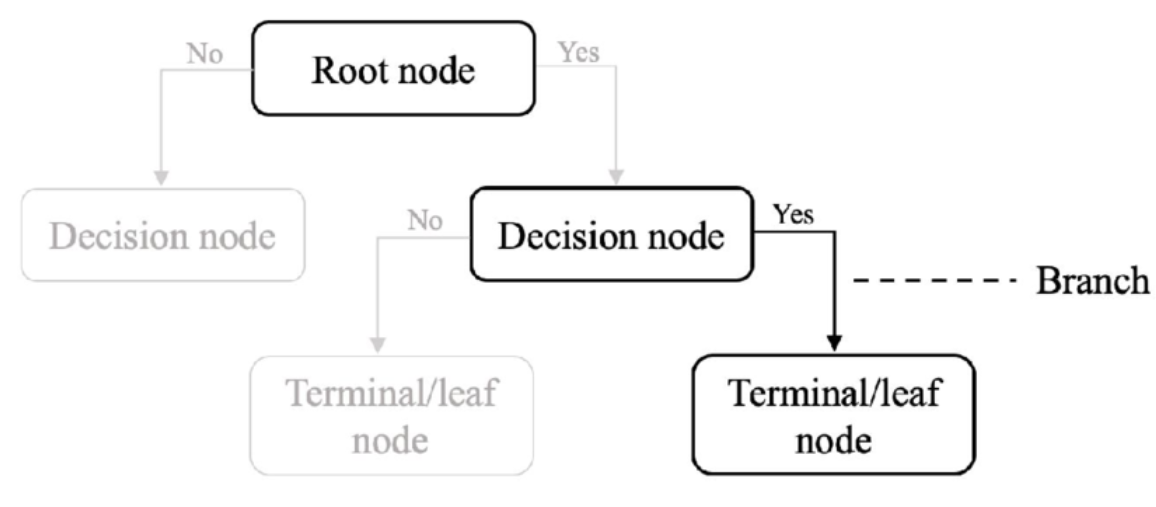 No
Root node
Yes
Decision node
No
Decision node
Yes
Branch
Terminal/leaf
node
Terminal/leaf
node